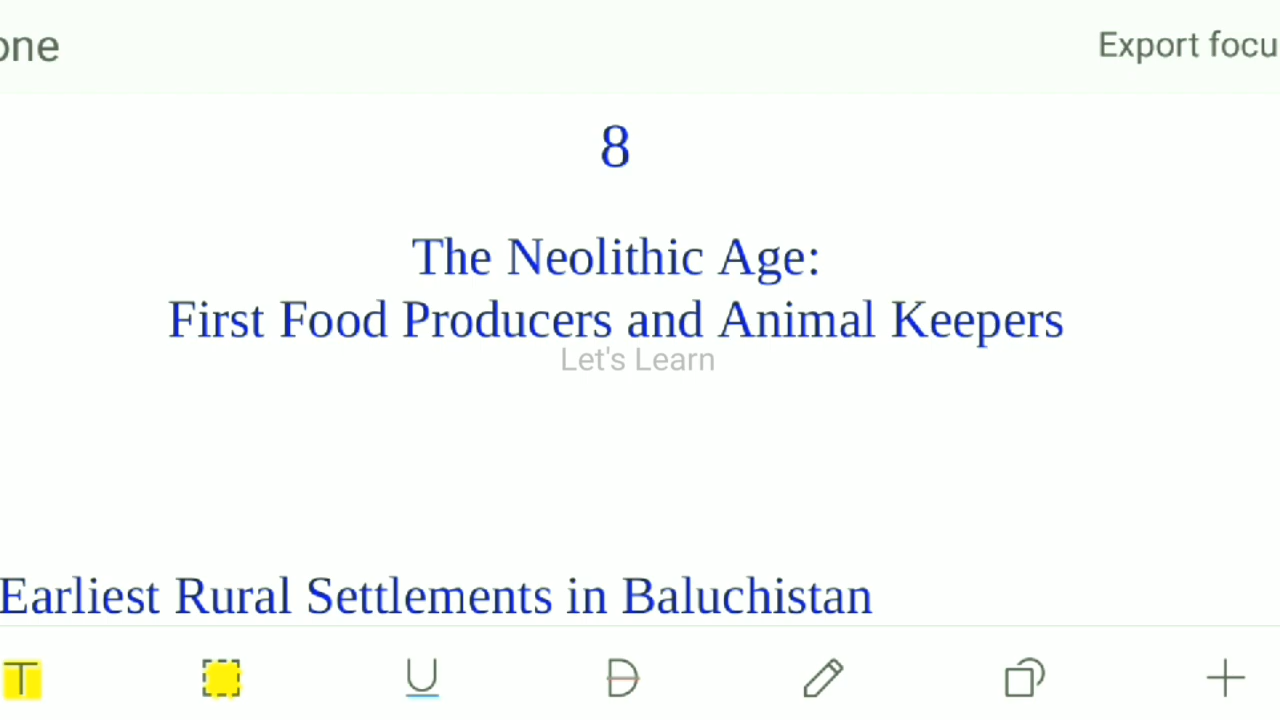 one
Export focu
8
The Neolithic Age:
First Food Producers and Animal Keepers
Let's Learn
Earliest Rural Settlements in Baluchistan
T
U
D